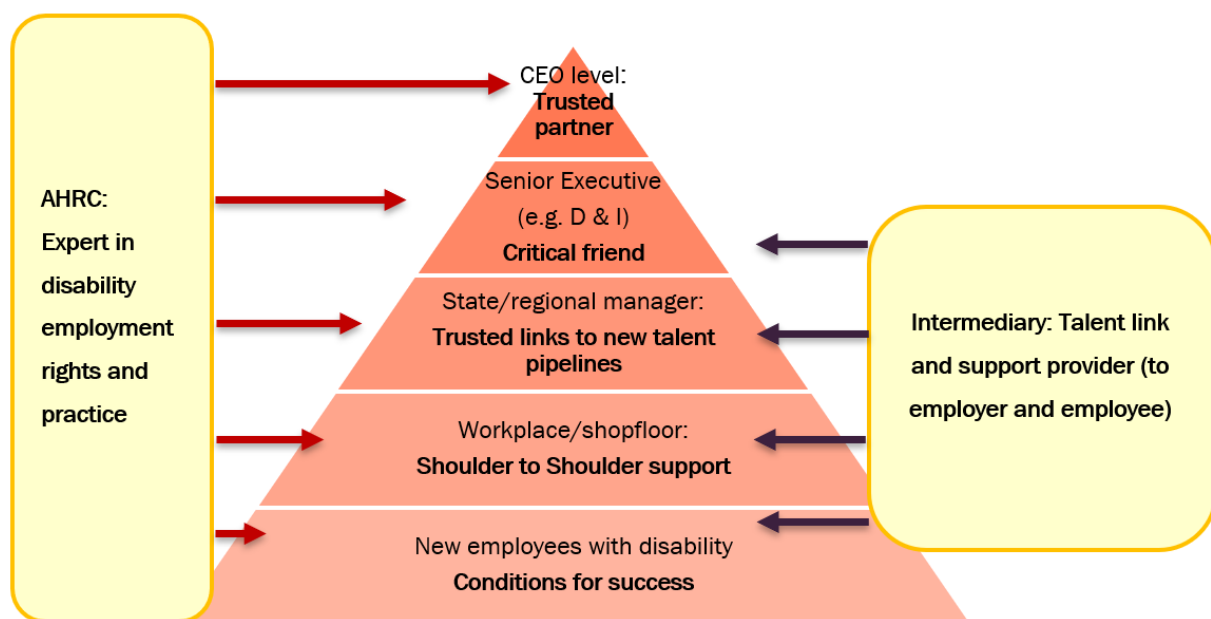 AHRC:
Expert in
disability
employment
rights and
practice
CEO level:
Trusted
partner
Senior Executive
(e.g. D & I)
Critical friend
State/regional manager:
Trusted links to new talent
pipelines
Workplace/shopfloor:
Shoulder to Shoulder support
New employees with disability
Conditions for success
Intermediary: Talent link
and support provider (to
employer and employee)